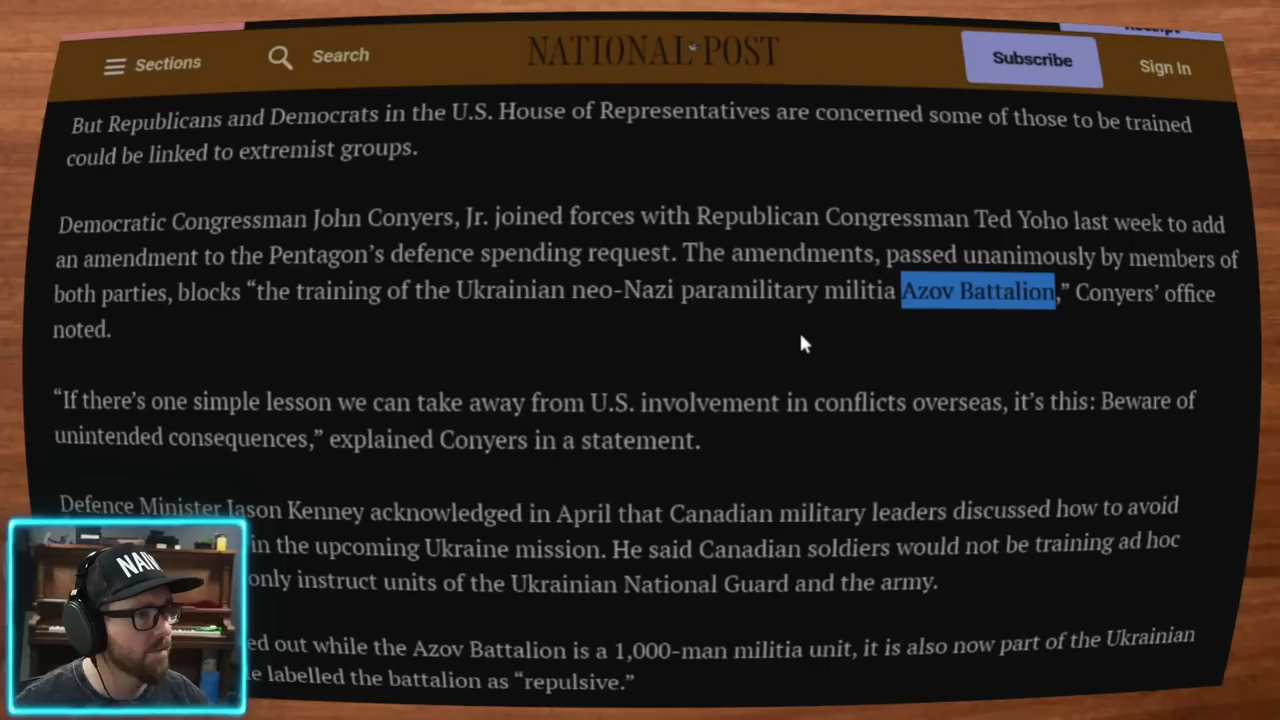 Sections
Search
NATIONAL POST
Subscribe
Sign In
But Republicans and Democrats in the U.S. House of Representatives are concerned some of those to be trained
could be linked to extremist groups.
Democratic Congressman John Conyers, Jr. joined forces with Republican Congressman Ted Yoho last week to add
an amendment to the Pentagon’s defence spending request. The amendments, passed unanimously by members of
both parties, blocks “the training of the Ukrainian neo-Nazi paramilitary militia Azov Battalion,” Conyers’ office
noted.
“If there’s one simple lesson we can take away from U.S. involvement in conflicts overseas, it’s this: Beware of
unintended consequences,” explained Conyers in a statement.
Defence Minister Jason Kenney acknowledged in April that Canadian military leaders discussed how to avoid
in the upcoming Ukraine mission. He said Canadian soldiers would not be training ad hoc
only instruct units of the Ukrainian National Guard and the army.
ed out while the Azov Battalion is a 1,000-man militia unit, it is also now part of the Ukrainian
labelled the battalion as “repulsive.”